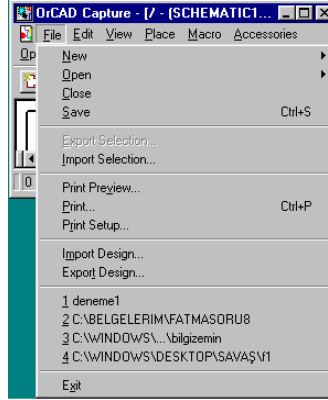 OrCAD Capture - [/ - (SCHEMATIC1...
File Edit View Place Macro Accessories
Op
New
Open
Close
Save Ctrl+S
Export Selection...
Import Selection...
0
Print Preview...
Print... Ctrl+P
Print Setup...
Import Design...
Export Design...
1 deneme1
2 C:\BELGELERIM\FATMASORU8
3 C:\WINDOWS\...\bilgizemin
4 C:\WINDOWS\DESKTOP\SAVAŞ\f1
Exit